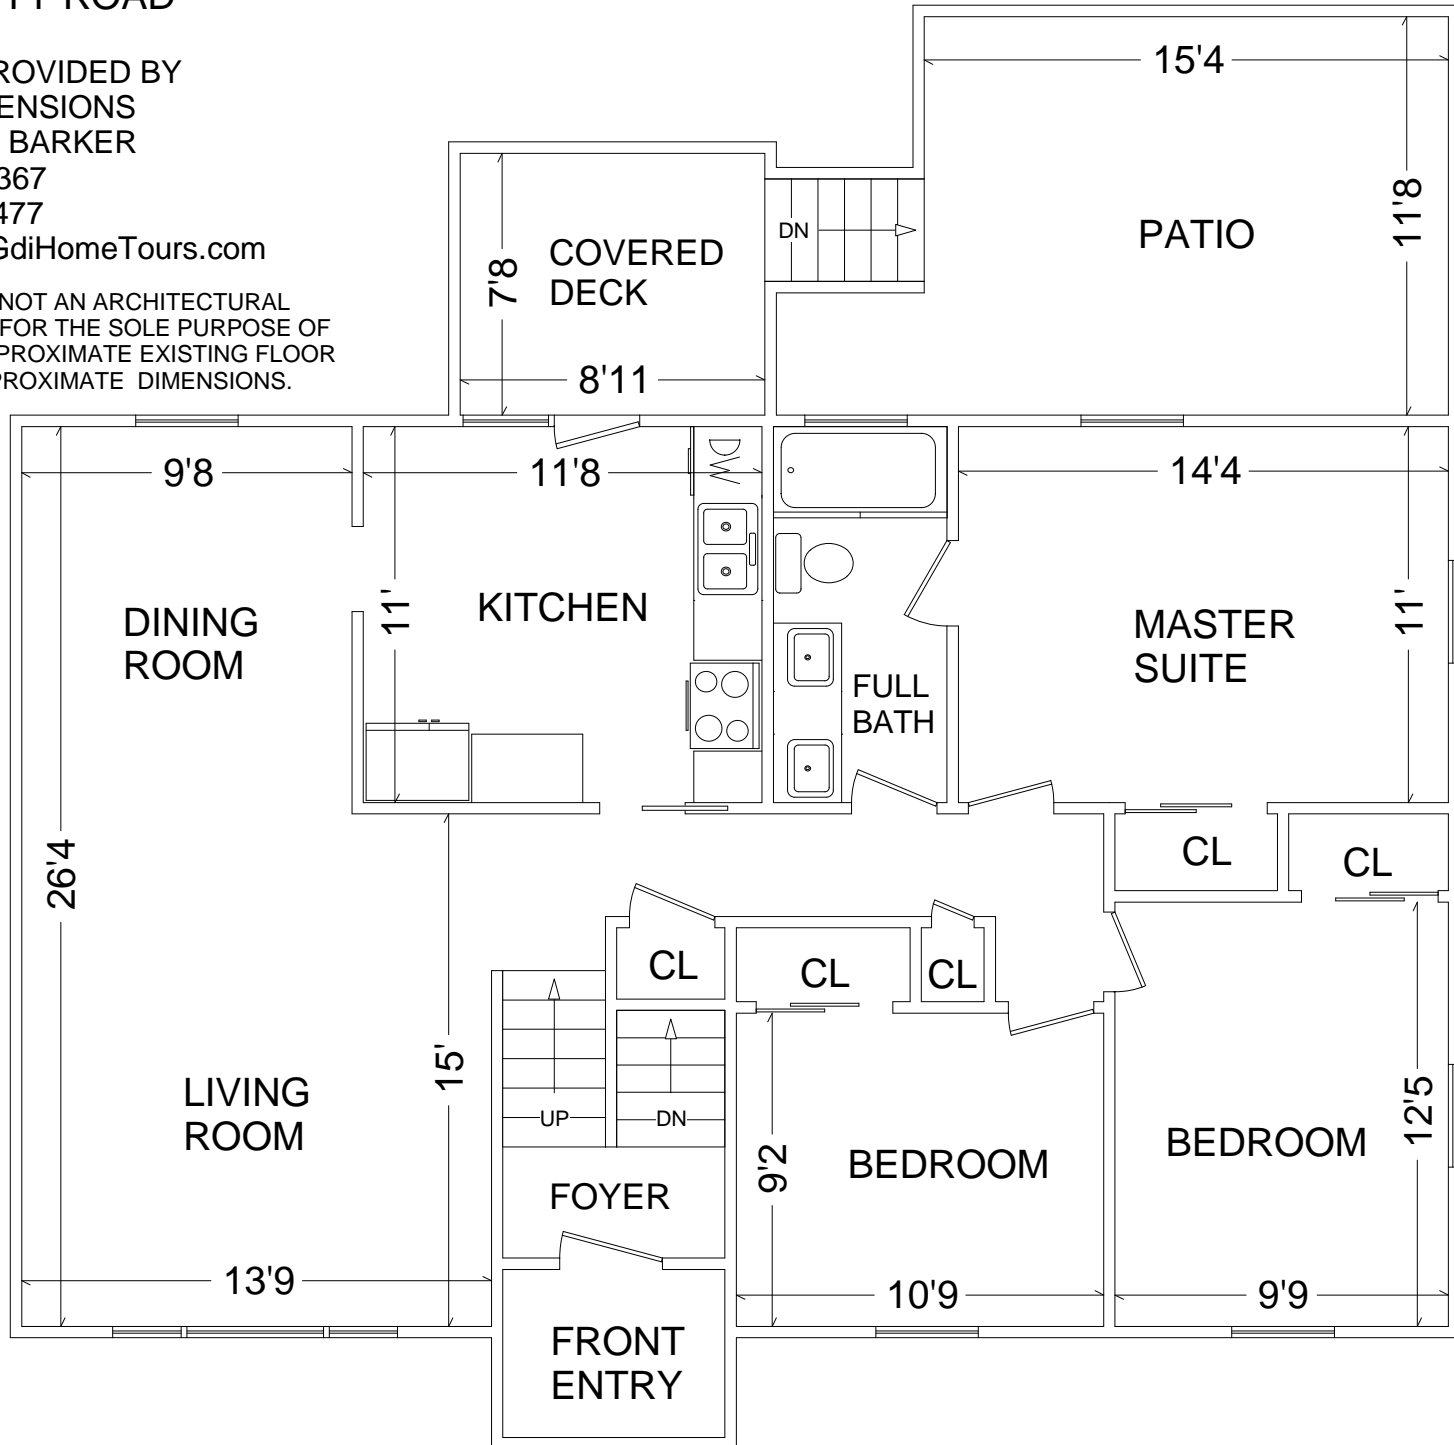 ROAD
ROVIDED BY
ENSIONS
BARKER
367
477
GdiHomeTours.com
NOT AN ARCHITECTURAL
FOR THE SOLE PURPOSE OF
PROXIMATE EXISTING FLOOR
PROXIMATE DIMENSIONS.
15'4
11'8
PATIO
DN
COVERED
DECK
7'8
8'11
9'8
11'8
DW
14'4
DINING
ROOM
11'
KITCHEN
FULL
BATH
MASTER
SUITE
11'
26'4
CL
CL
CL
CL
CL
LIVING
ROOM
15'
UP
DN
FOYER
9'2
BEDROOM
BEDROOM
12'5
13'9
10'9
9'9
FRONT
ENTRY